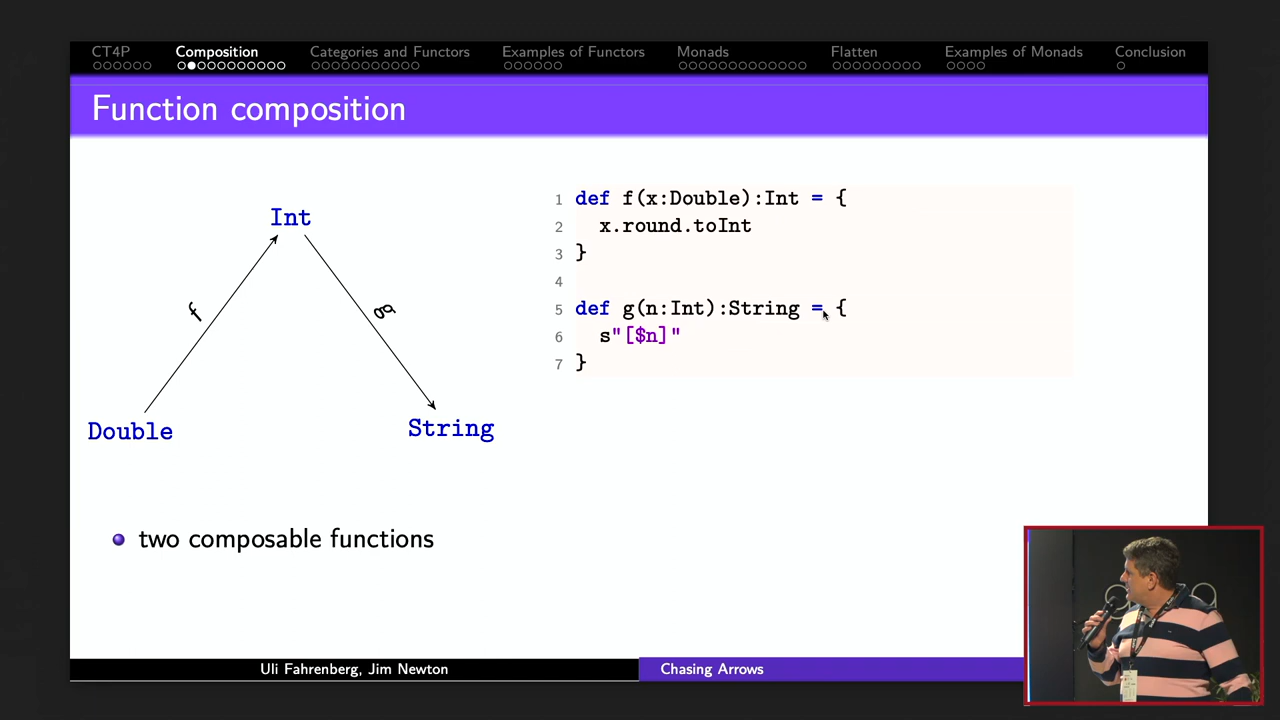 CT4P Composition Categories and Functors Examples of Functors Monads Flatten Examples of Monads Conclusion
Function composition
Int
f
g
Double
String
1 def f(x:Double):Int = {
2 x.round.toInt
3 }
4
5 def g(n:Int):String = {
6 s"[$n]"
7 }
two composable functions
Uli Fahrenberg, Jim Newton
Chasing Arrows